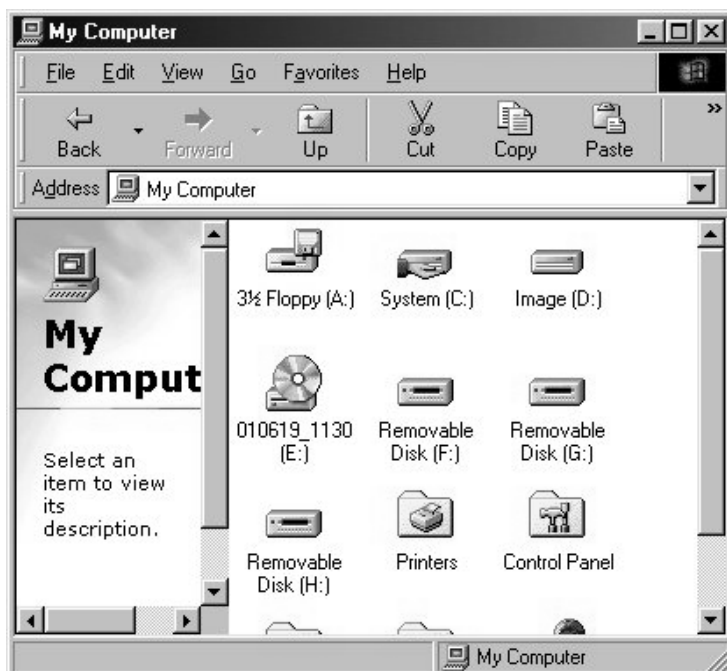 My Computer
File Edit View Go Favorites Help
Back Forward Up Cut Copy Paste »
Address My Computer
3½ Floppy (A:) System (C:) Image (D:)
My
Comput
010619_1130
(E:) Removable
Disk (F:) Removable
Disk (G:)
Select an
item to view
its
description.
Removable
Disk (H:) Printers Control Panel
My Computer